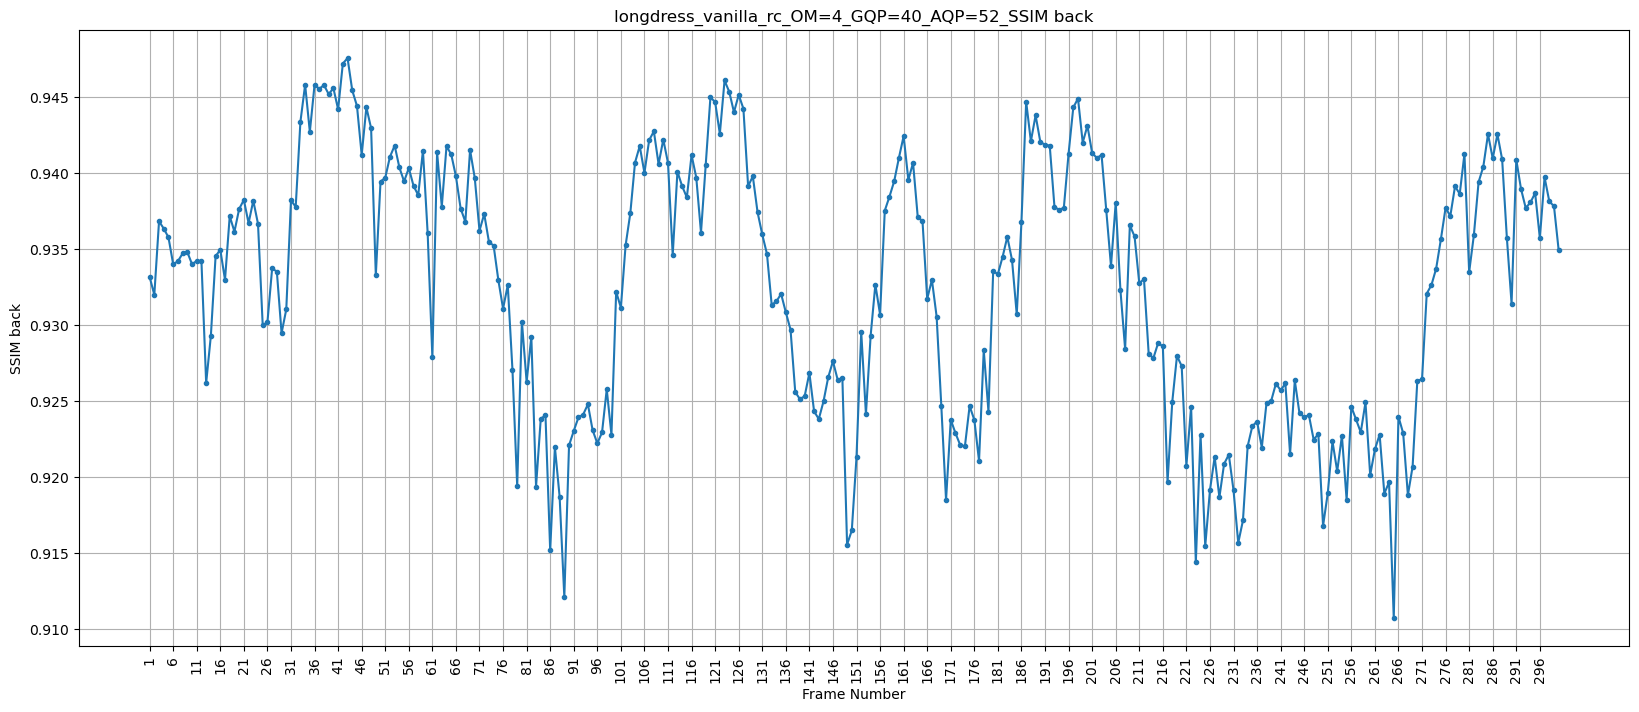 longdress_vanilla_rc_OM=4_GQP=40_AQP=52_SSIM back
SSIM back
0.945
0.940
0.935
0.930
0.925
0.920
0.915
0.910
1 6 11 16 21 26 31 36 41 46 51 56 61 66 71 76 81 86 91 96 101 106 111 116 121 126 131 136 141 146 151 156 161 166 171 176 181 186 191 196 201 206 211 216 221 226 231 236 241 246 251 256 261 266 271 276 281 286 291 296
Frame Number